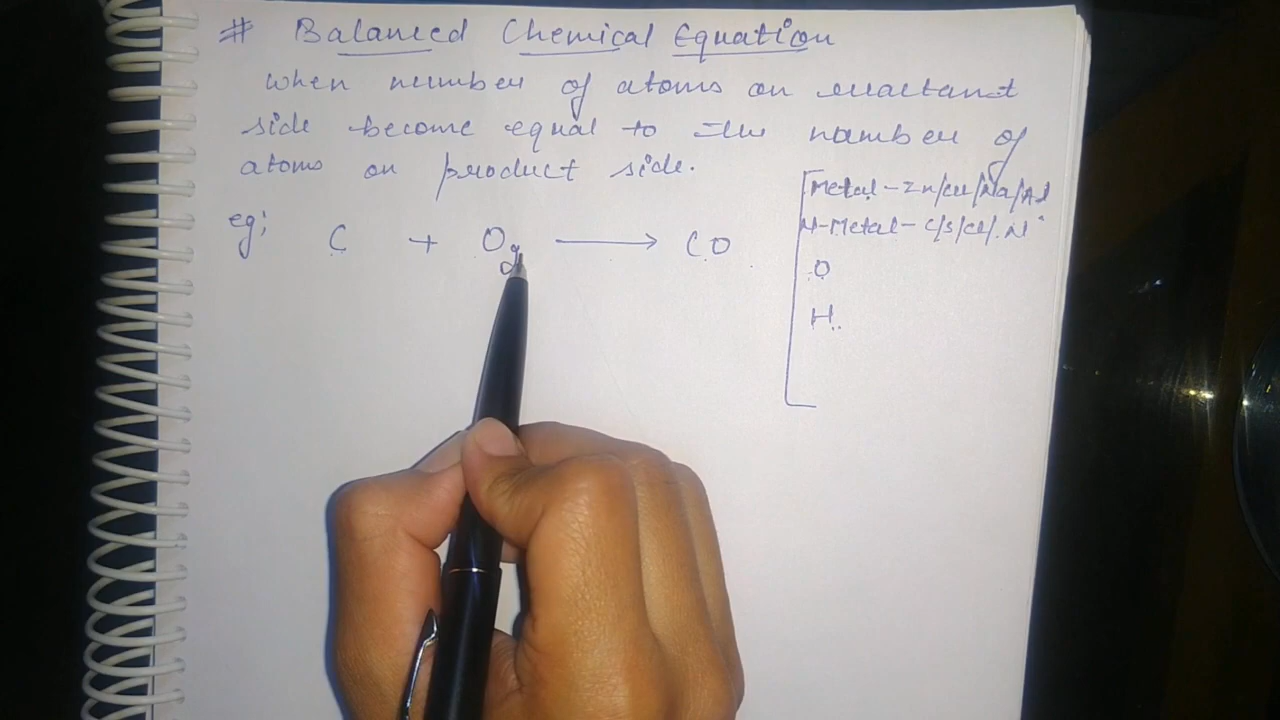 # Balanced Chemical Equation
When number of atoms on reactant
side become equal to the number of
atoms on product side.
eg; C + O2 ⟶ CO
Metal - Zn/Cu/Na/Al
N-Metal - C/S/Cl/N
O
H